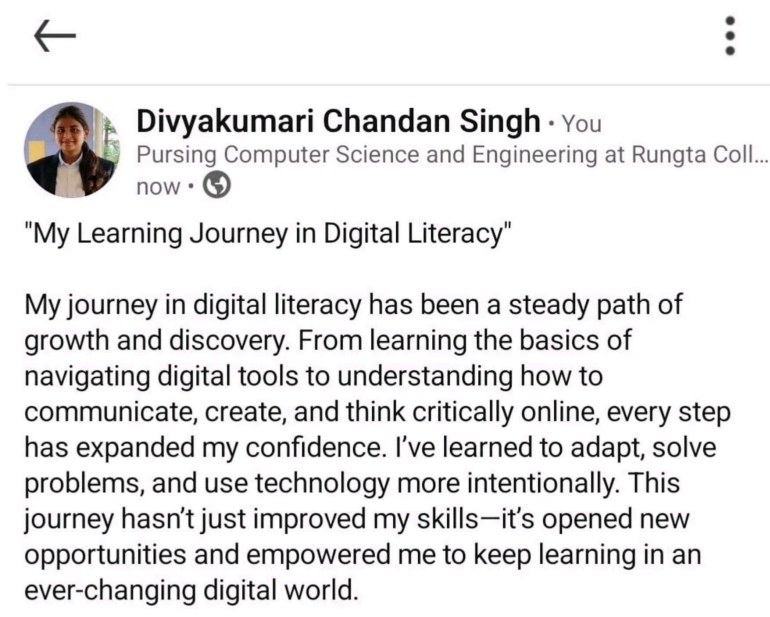 Divyakumari Chandan Singh · You
Pursing Computer Science and Engineering at Rungta Coll...
now ·
"My Learning Journey in Digital Literacy"
My journey in digital literacy has been a steady path of
growth and discovery. From learning the basics of
navigating digital tools to understanding how to
communicate, create, and think critically online, every step
has expanded my confidence. I’ve learned to adapt, solve
problems, and use technology more intentionally. This
journey hasn’t just improved my skills—it’s opened new
opportunities and empowered me to keep learning in an
ever-changing digital world.